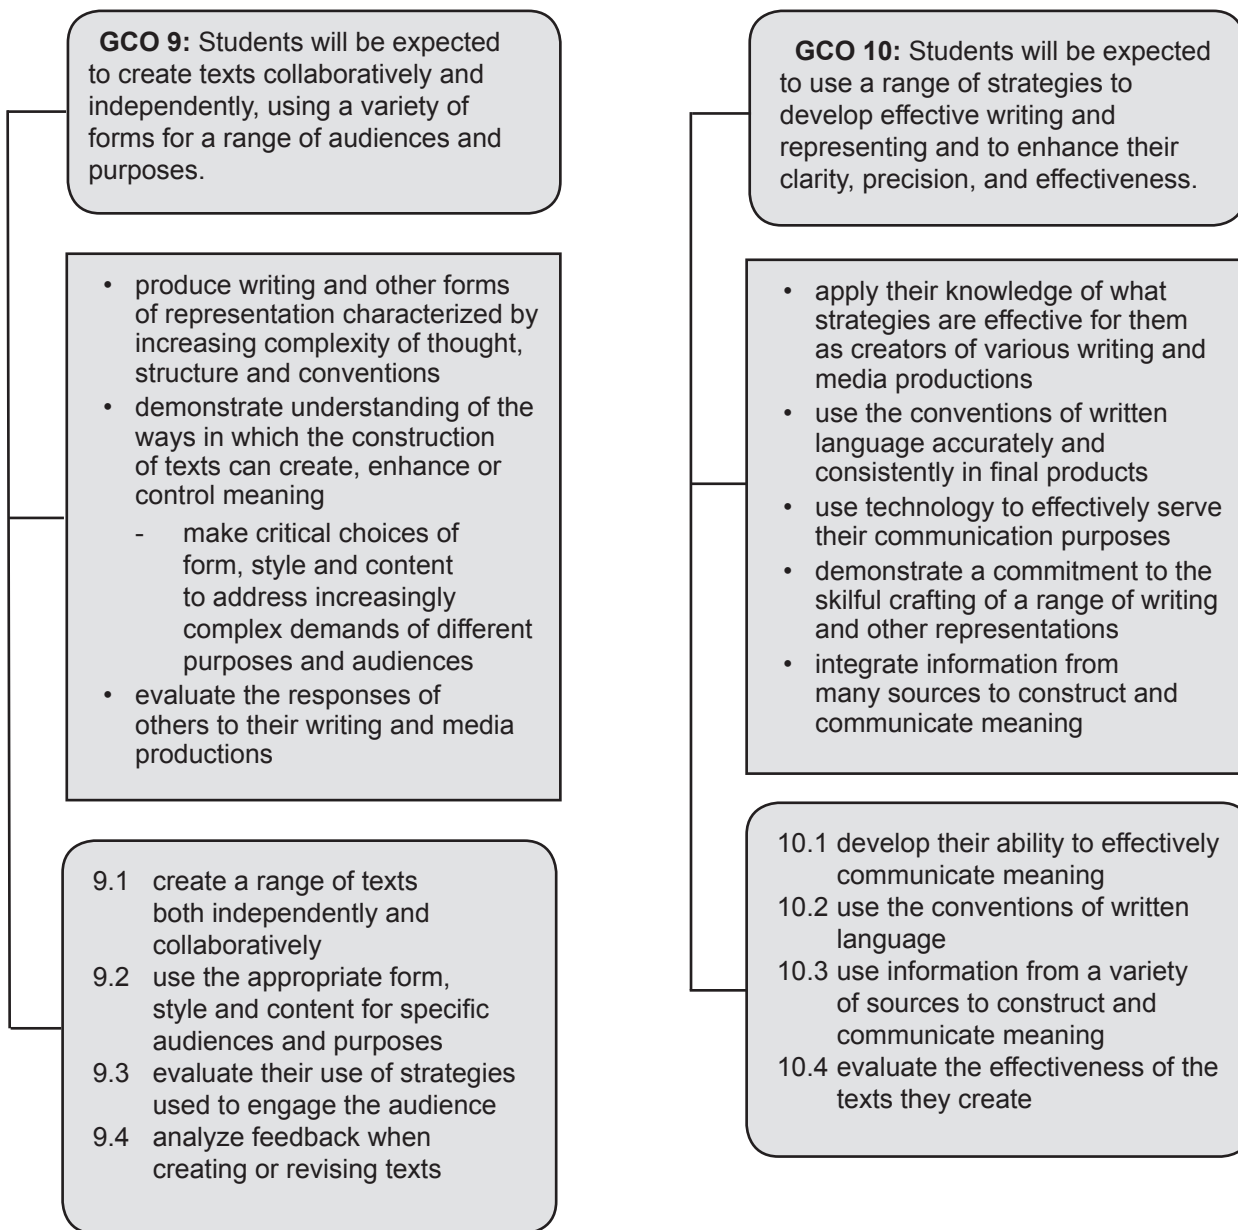 GCO 9: Students will be expected
to create texts collaboratively and
independently, using a variety of
forms for a range of audiences and
purposes.
• produce writing and other forms
of representation characterized by
increasing complexity of thought,
structure and conventions
• demonstrate understanding of the
ways in which the construction
of texts can create, enhance or
control meaning
- make critical choices of
form, style and content
to address increasingly
complex demands of different
purposes and audiences
• evaluate the responses of
others to their writing and media
productions
9.1 create a range of texts
both independently and
collaboratively
9.2 use the appropriate form,
style and content for specific
audiences and purposes
9.3 evaluate their use of strategies
used to engage the audience
9.4 analyze feedback when
creating or revising texts
GCO 10: Students will be expected
to use a range of strategies to
develop effective writing and
representing and to enhance their
clarity, precision, and effectiveness.
• apply their knowledge of what
strategies are effective for them
as creators of various writing and
media productions
• use the conventions of written
language accurately and
consistently in final products
• use technology to effectively serve
their communication purposes
• demonstrate a commitment to the
skilful crafting of a range of writing
and other representations
• integrate information from
many sources to construct and
communicate meaning
10.1 develop their ability to effectively
communicate meaning
10.2 use the conventions of written
language
10.3 use information from a variety
of sources to construct and
communicate meaning
10.4 evaluate the effectiveness of the
texts they create